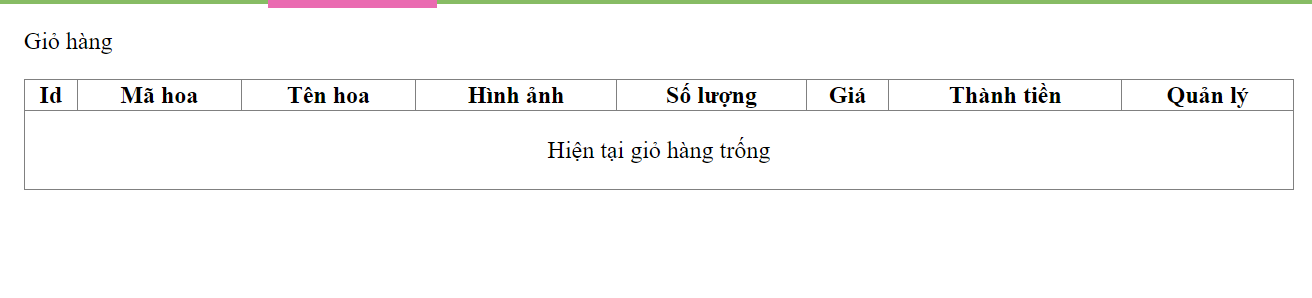 Giỏ hàng
Id Mã hoa Tên hoa Hình ảnh Số lượng Giá Thành tiền Quản lý
Hiện tại giỏ hàng trống